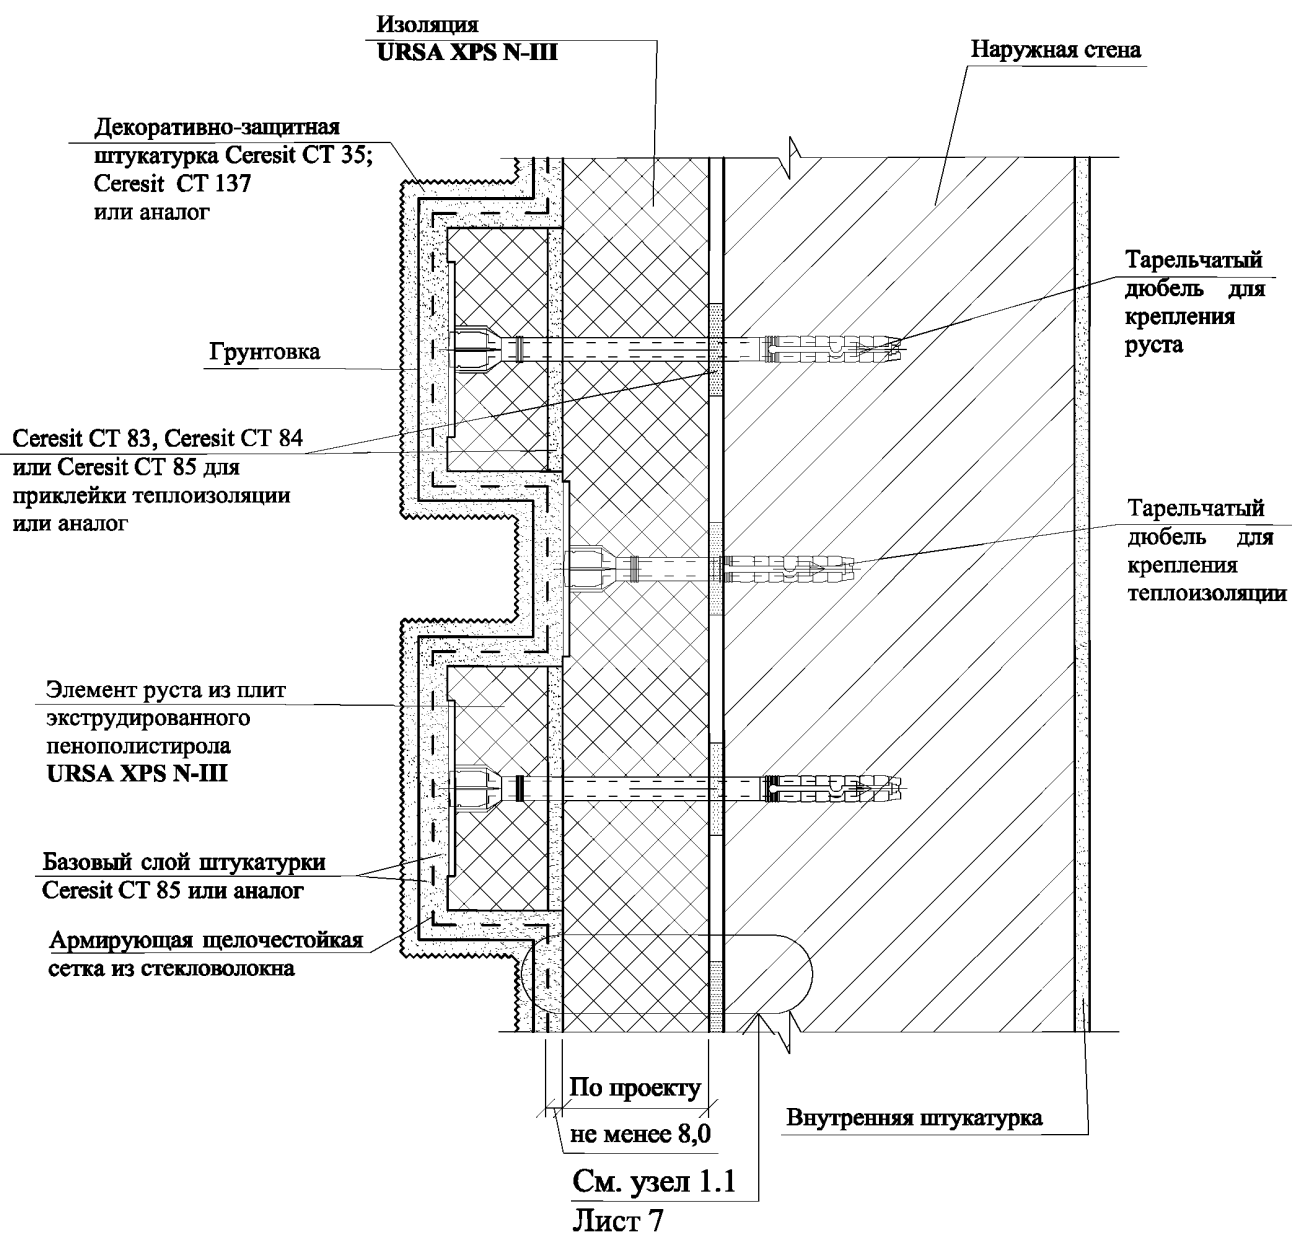 Изоляция
URSA XPS N-III
Наружная стена
Декоративно-защитная
штукатурка Ceresit CT 35;
Ceresit CT 137
или аналог
Тарельчатый
дюбель для
крепления
руста
Грунтовка
Ceresit CT 83, Ceresit CT 84
или Ceresit CT 85 для
приклейки теплоизоляции
или аналог
Тарельчатый
дюбель для
крепления
теплоизоляции
Элемент руста из плит
экструдированного
пенополистирола
URSA XPS N-III
Базовый слой штукатурки
Ceresit CT 85 или аналог
Армирующая щелочестойкая
сетка из стекловолокна
По проекту
не менее 8,0
Внутренняя штукатурка
См. узел 1.1
Лист 7